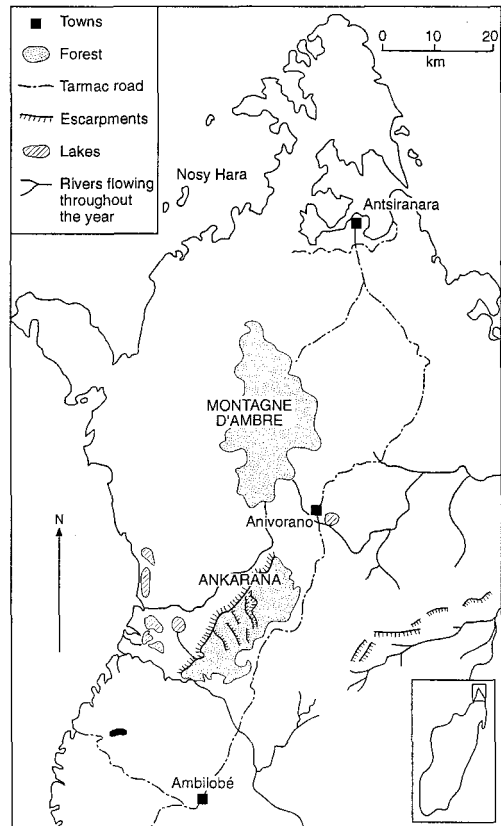 Towns
Forest
Tarmac road
Escarpments
Lakes
Rivers flowing
throughout
the year
0 10 20
km
Nosy Hara
Antsiranara
MONTAGNE
D'AMBRE
Anivorano
N
ANKARANA
Ambilobé